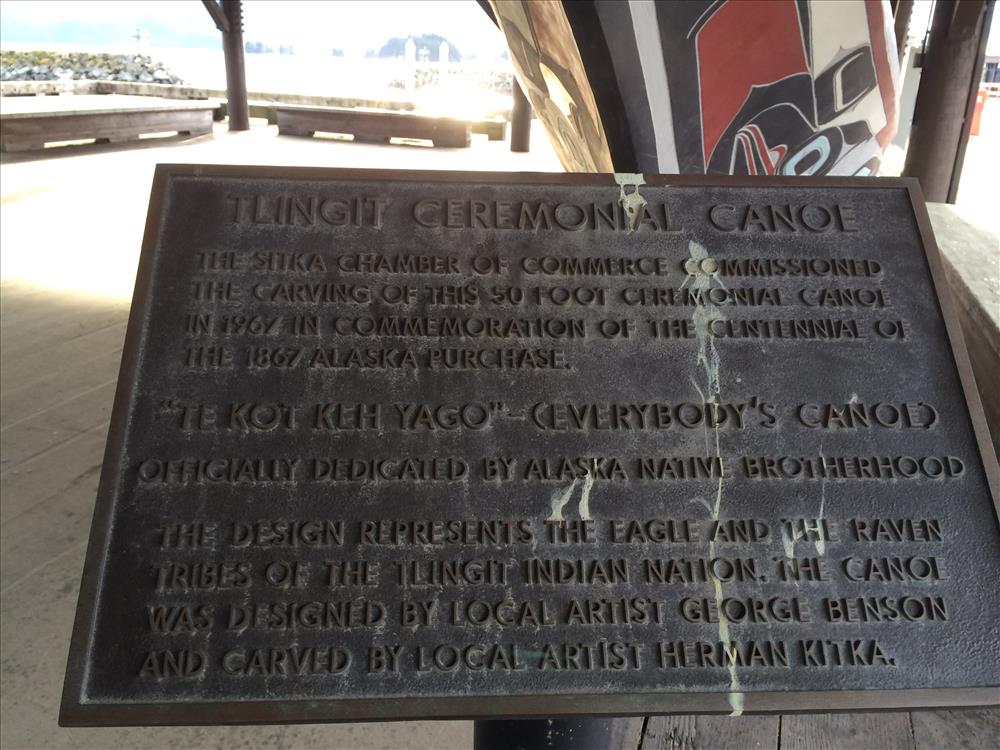 TLINGIT CEREMONIAL CANOE
THE SITKA CHAMBER OF COMMERCE COMMISSIONED
THE CARVING OF THIS 50 FOOT CEREMONIAL CANOE
IN 1967 IN COMMEMORATION OF THE CENTENNIAL OF
THE 1867 ALASKA PURCHASE.
"TE KOT KEH YAGO"-(EVERYBODY'S CANOE)
OFFICIALLY DEDICATED BY ALASKA NATIVE BROTHERHOOD
THE DESIGN REPRESENTS THE EAGLE AND THE RAVEN
TRIBES OF THE TLINGIT INDIAN NATION. THE CANOE
WAS DESIGNED BY LOCAL ARTIST GEORGE BENSON
AND CARVED BY LOCAL ARTIST HERMAN KITKA.